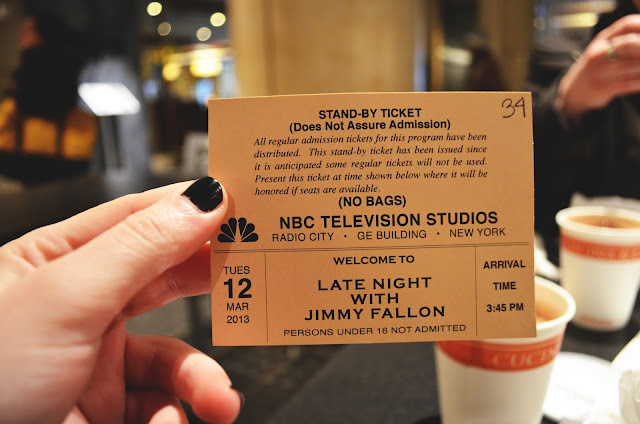 STAND-BY TICKET
34
(Does Not Assure Admission)
All regular admission tickets for this program have been
distributed. This stand-by ticket has been issued since
it is anticipated some regular tickets will not be used.
Present this ticket at time shown below where it will be
honored if seats are available.
(NO BAGS)
NBC TELEVISION STUDIOS
RADIO CITY · GE BUILDING · NEW YORK
TUES
12
MAR
2013
WELCOME TO
LATE NIGHT
WITH
JIMMY FALLON
PERSONS UNDER 16 NOT ADMITTED
ARRIVAL
TIME
3:45 PM